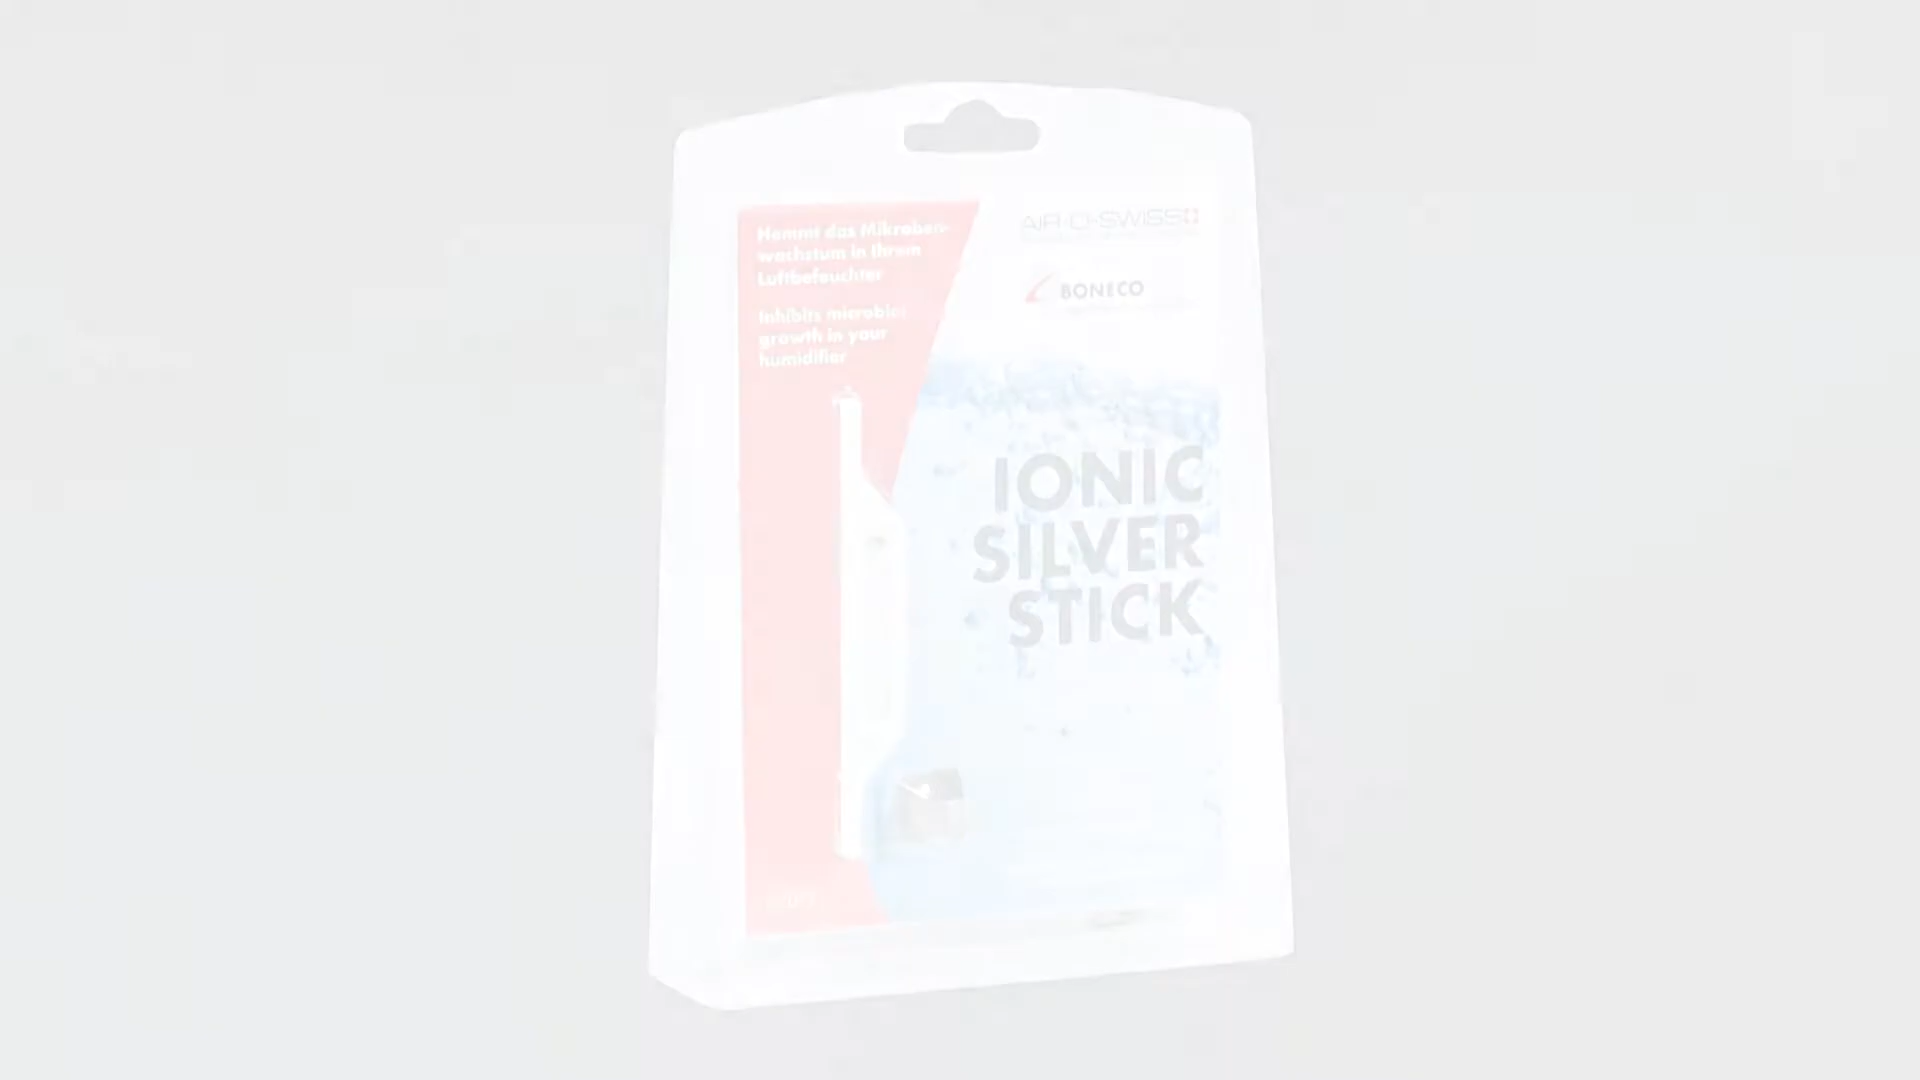 Hemmt das Mikroben-
wachstum in Ihrem
Luftbefeuchter
Inhibits microbial
growth in your
humidifier
AIR-O-SWISS
BONECO
IONIC
SILVER
STICK